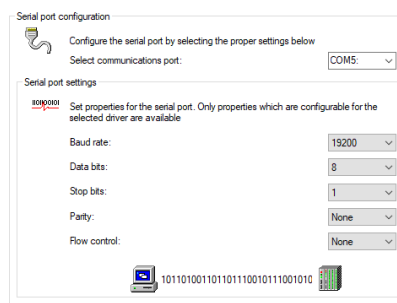 Serial port configuration
Configure the serial port by selecting the proper settings below
Select communications port:
COM5:
Serial port settings
Set properties for the serial port. Only properties which are configurable for the
selected driver are available
Baud rate:
19200
Data bits:
8
Stop bits:
1
Parity:
None
Flow control:
None
1011010011011011110010111001010